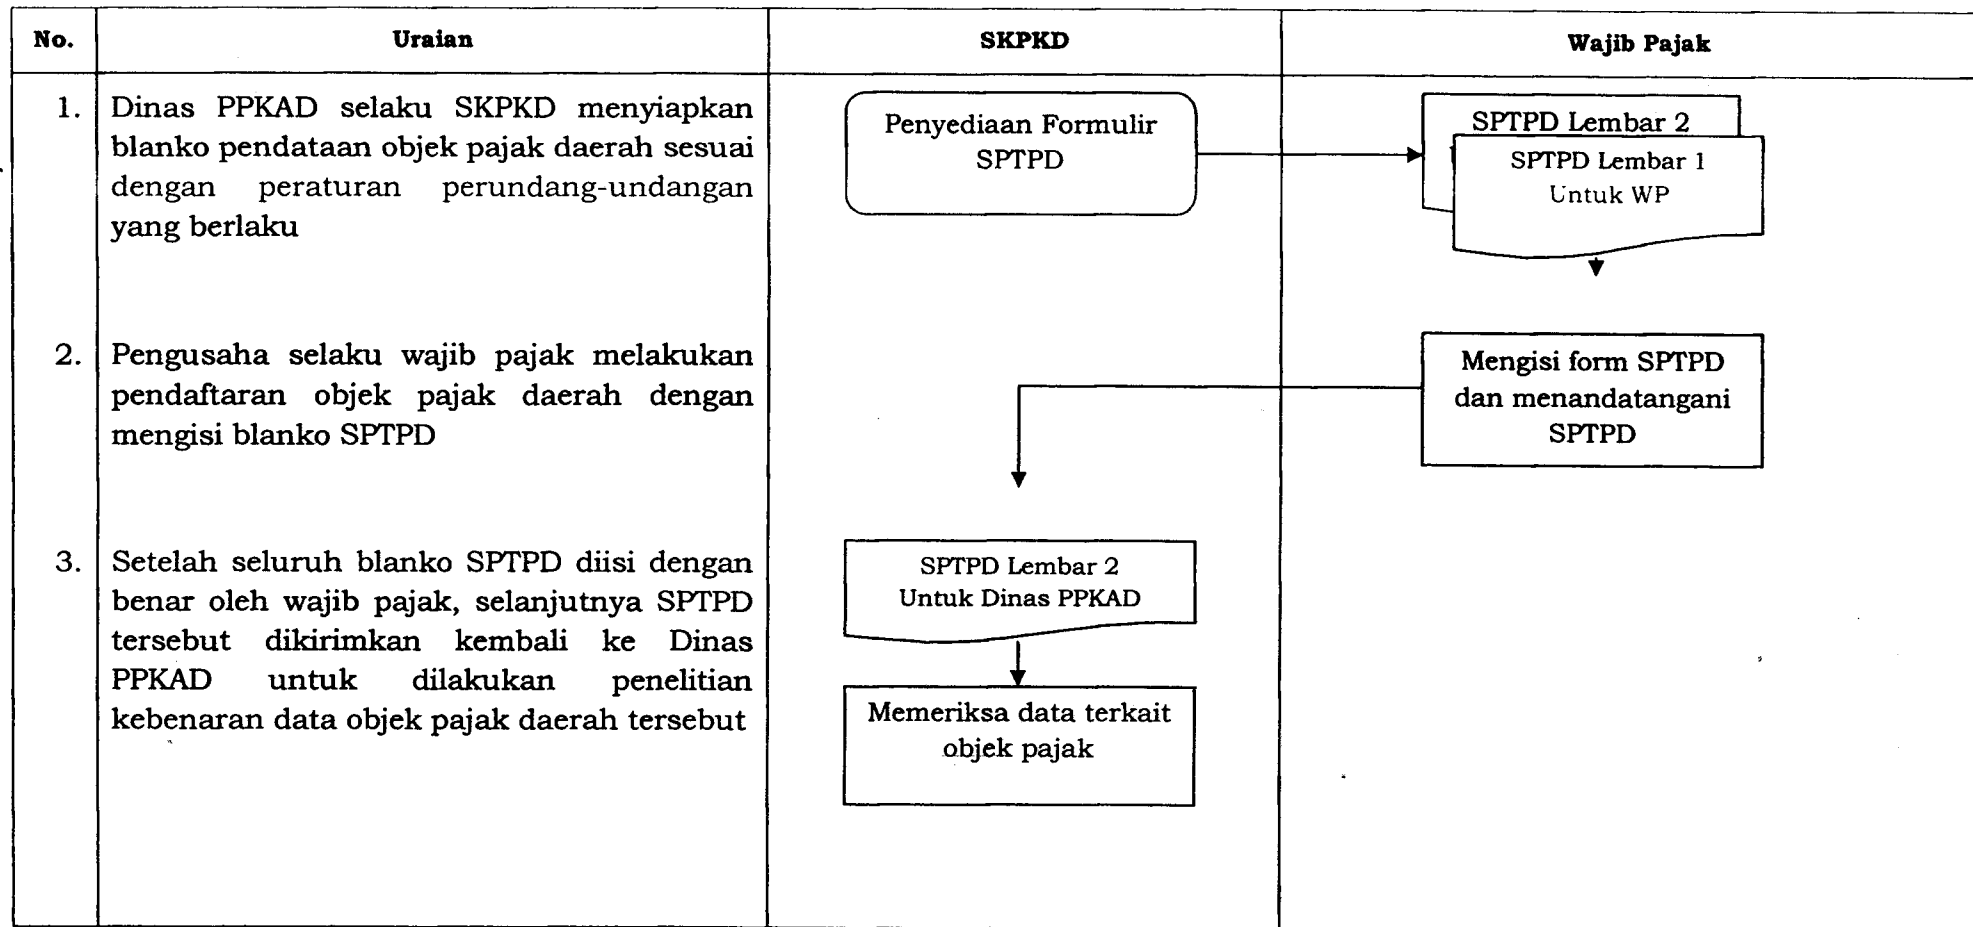 No.
Uraian
SKPKD
Wajib Pajak
1.
Dinas PPKAD selaku SKPKD menyiapkan
blanko pendataan objek pajak daerah sesuai
dengan peraturan perundang-undangan
yang berlaku
Penyediaan Formulir
SPTPD
SPTPD Lembar 2
SPTPD Lembar 1
Untuk WP
2.
Pengusaha selaku wajib pajak melakukan
pendaftaran objek pajak daerah dengan
mengisi blanko SPTPD
Mengisi form SPTPD
dan menandatangani
SPTPD
3.
Setelah seluruh blanko SPTPD diisi dengan
benar oleh wajib pajak, selanjutnya SPTPD
tersebut dikirimkan kembali ke Dinas
PPKAD untuk dilakukan penelitian
kebenaran data objek pajak daerah tersebut
SPTPD Lembar 2
Untuk Dinas PPKAD
Memeriksa data terkait
objek pajak